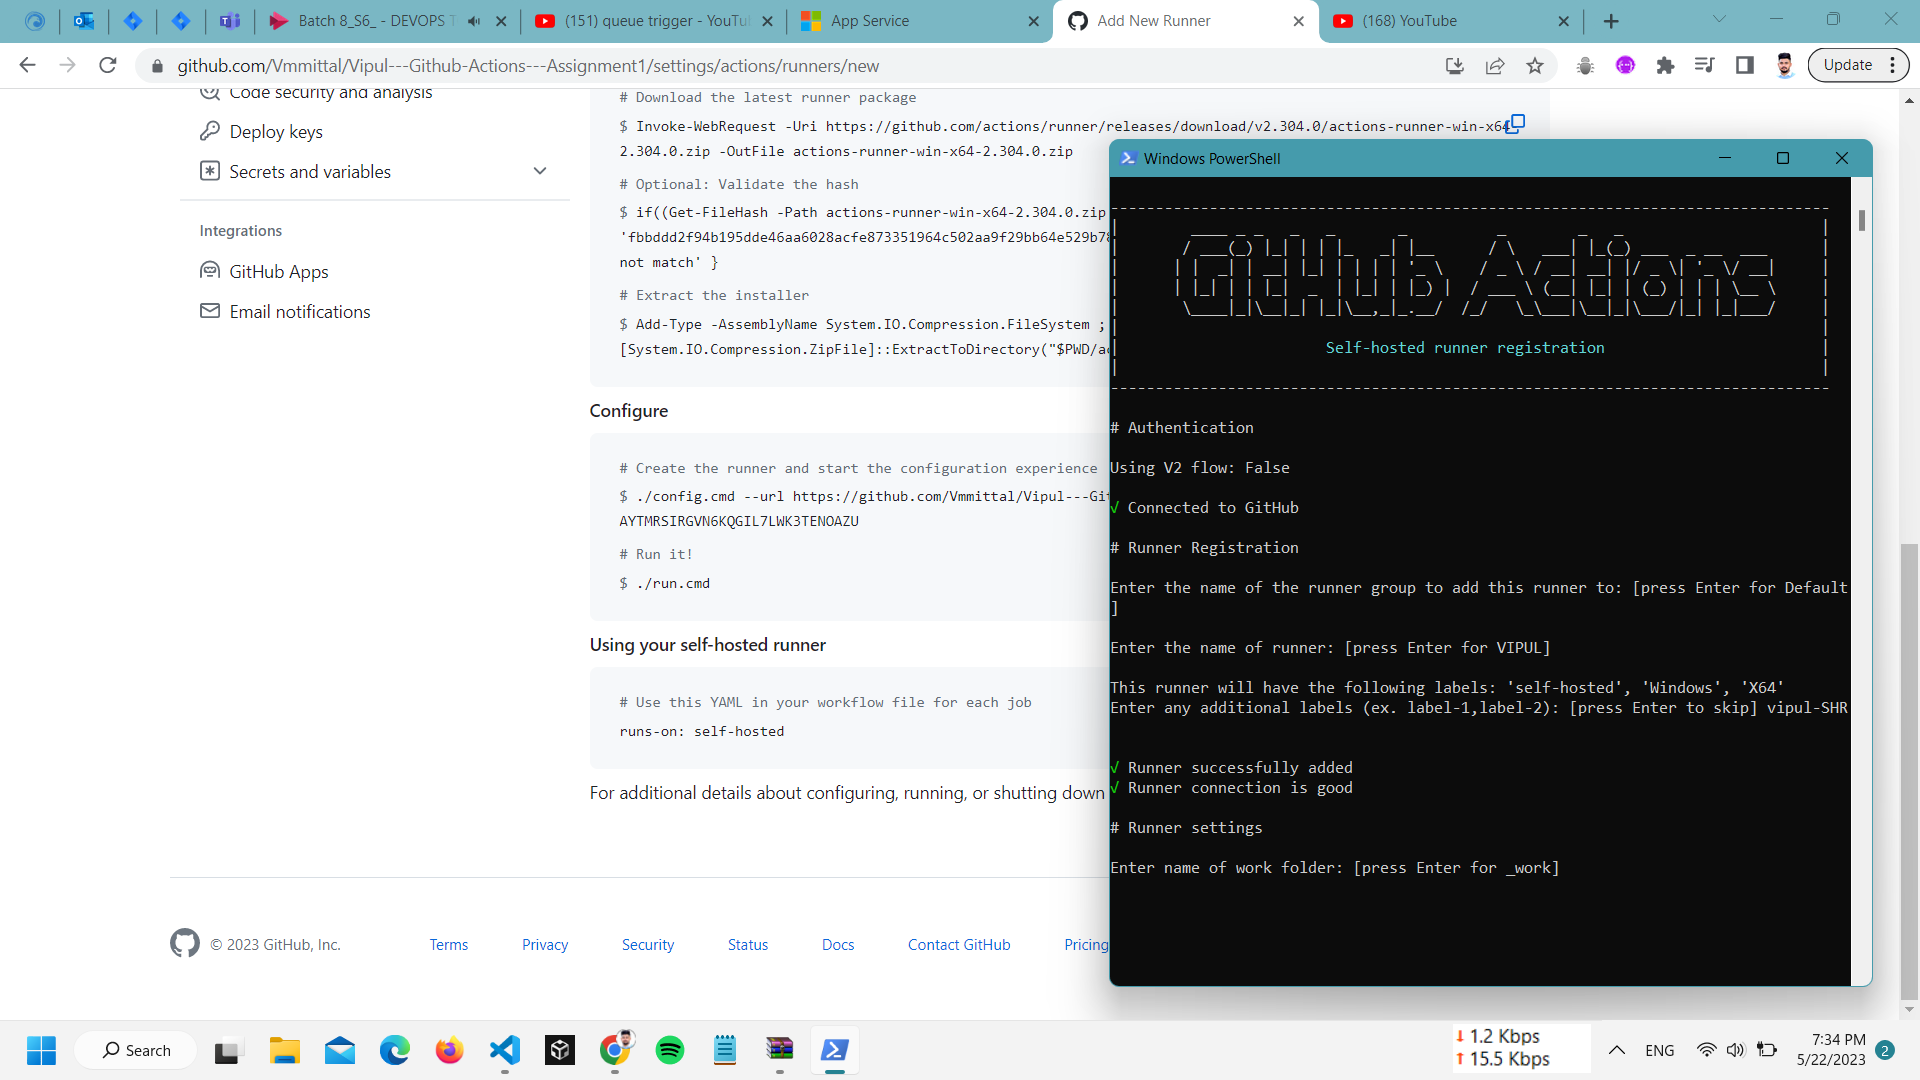 Batch 8_S6_ - DEVOPS T
(151) queue trigger - YouTu
App Service
Add New Runner
(168) YouTube
github.com/Vmmittal/Vipul---Github-Actions---Assignment1/settings/actions/runners/new
Update
Code security and analysis
Deploy keys
Secrets and variables
Integrations
GitHub Apps
Email notifications
# Download the latest runner package
$ Invoke-WebRequest -Uri https://github.com/actions/runner/releases/download/v2.304.0/actions-runner-win-x64
2.304.0.zip -OutFile actions-runner-win-x64-2.304.0.zip
# Optional: Validate the hash
$ if((Get-FileHash -Path actions-runner-win-x64-2.304.0.zip
'fbbddd2f94b195dde46aa6028acfe873351964c502aa9f29bb64e529b78
not match' }
# Extract the installer
$ Add-Type -AssemblyName System.IO.Compression.FileSystem ;
[System.IO.Compression.ZipFile]::ExtractToDirectory("$PWD/ac
Configure
# Create the runner and start the configuration experience
$ ./config.cmd --url https://github.com/Vmmittal/Vipul---Git
AYTMRSIRGVN6KQGIL7LWK3TENOAZU
# Run it!
$ ./run.cmd
Using your self-hosted runner
# Use this YAML in your workflow file for each job
runs-on: self-hosted
For additional details about configuring, running, or shutting down
© 2023 GitHub, Inc.
Terms
Privacy
Security
Status
Docs
Contact GitHub
Pricing
Windows PowerShell
GitHub Actions
Self-hosted runner registration
# Authentication
Using V2 flow: False
√ Connected to GitHub
# Runner Registration
Enter the name of the runner group to add this runner to: [press Enter for Default
]
Enter the name of runner: [press Enter for VIPUL]
This runner will have the following labels: 'self-hosted', 'Windows', 'X64'
Enter any additional labels (ex. label-1,label-2): [press Enter to skip] vipul-SHR
√ Runner successfully added
√ Runner connection is good
# Runner settings
Enter name of work folder: [press Enter for _work]
Search
1.2 Kbps
15.5 Kbps
ENG
7:34 PM
5/22/2023
2